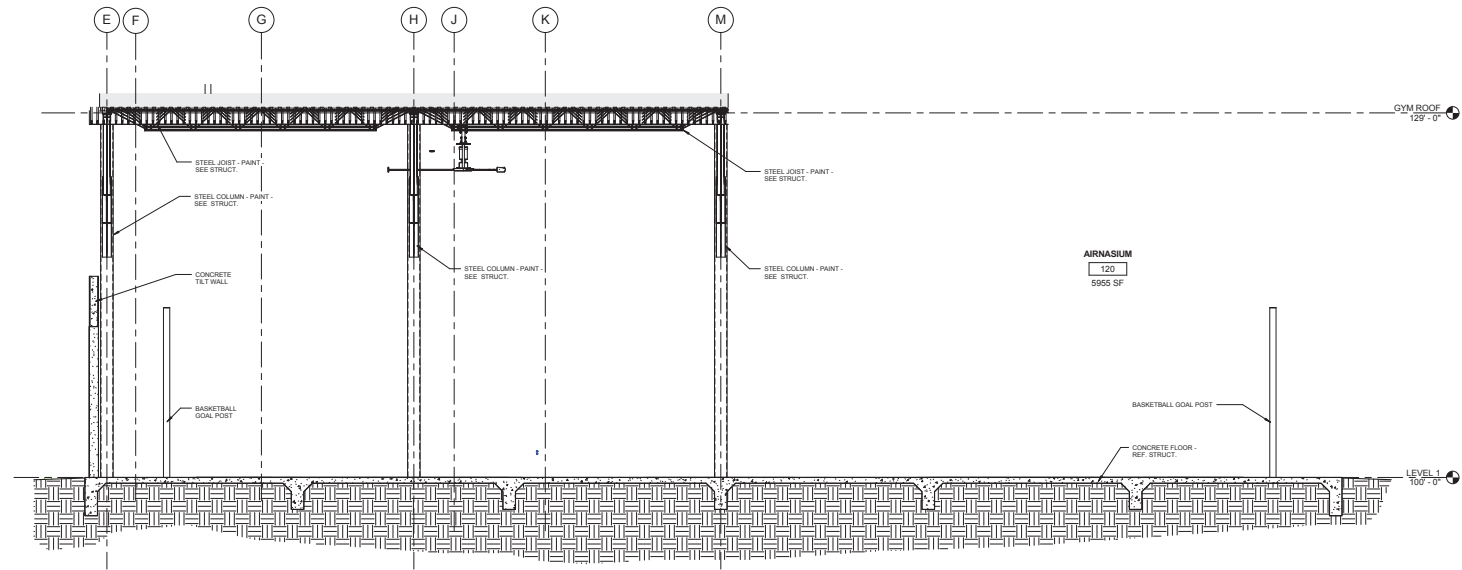 E F G H J K M
GYM ROOF
129' - 0"
STEEL JOIST - PAINT -
SEE STRUCT.
STEEL JOIST - PAINT -
SEE STRUCT.
STEEL COLUMN - PAINT -
SEE STRUCT.
STEEL COLUMN - PAINT -
SEE STRUCT.
STEEL COLUMN - PAINT -
SEE STRUCT.
AIRNASIUM
120
5955 SF
CONCRETE
TILT WALL
BASKETBALL
GOAL POST
BASKETBALL GOAL POST
CONCRETE FLOOR -
REF. STRUCT.
LEVEL 1
100' - 0"